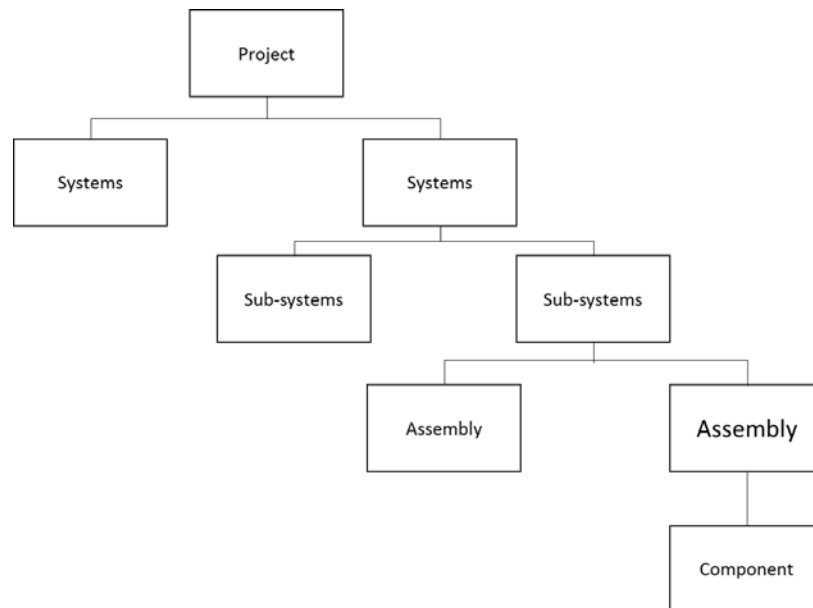 Project
Systems
Systems
Sub-systems
Sub-systems
Assembly
Assembly
Component